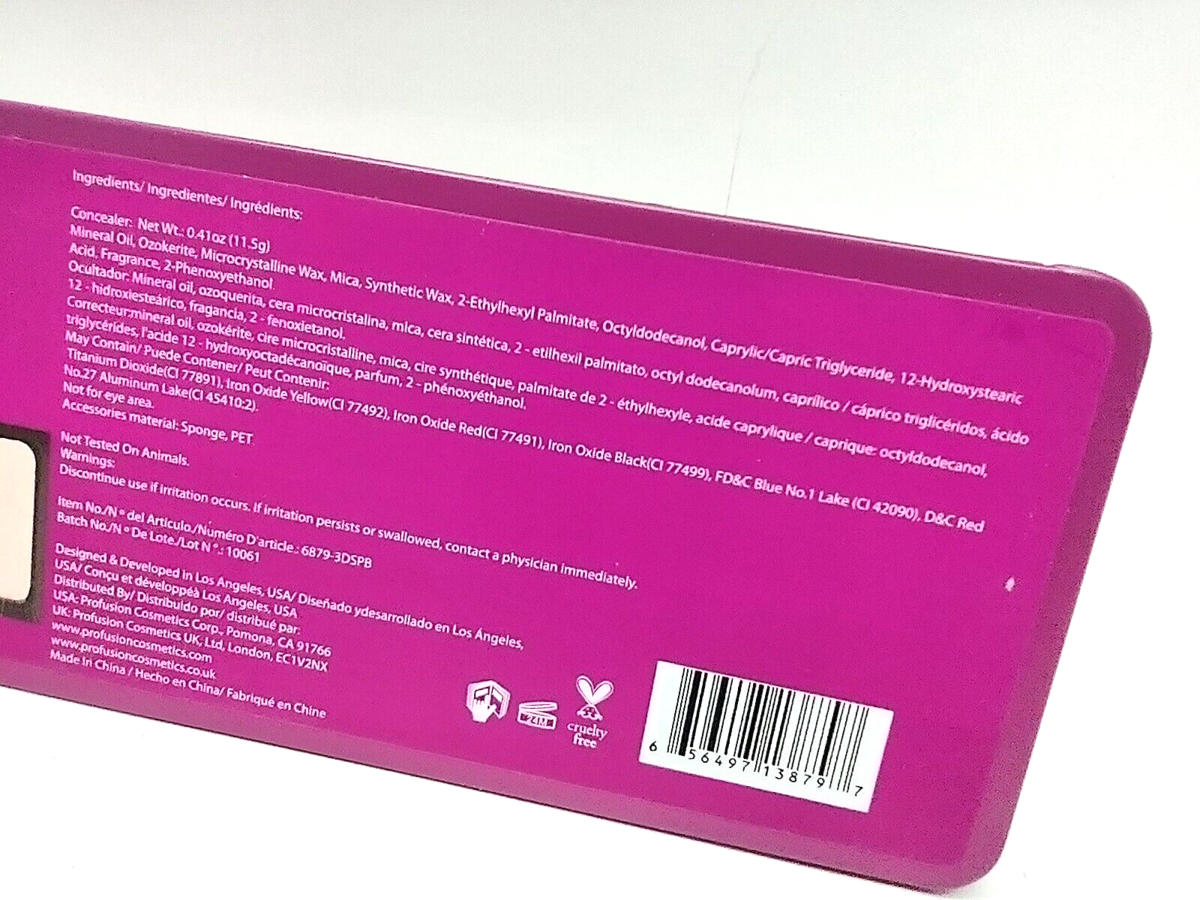 Ingredients/ Ingredientes/ Ingrédients:
Concealer: Net Wt.: 0.41oz (11.5g)
Mineral Oil, Ozokerite, Microcrystalline Wax, Mica, Synthetic Wax, 2-Ethylhexyl Palmitate, Octyldodecanol, Caprylic/Capric Triglyceride, 12-Hydroxystearic
Acid, Fragrance, 2-Phenoxyethanol
Ocultador: Mineral oil, ozoquerita, cera microcristalina, mica, cera sintética, 2 - etilhexil palmitato, octyl dodecanolum, caprílico / cáprico triglicéridos, ácido
12 - hidroxiesteárico, fragancia, 2 - fenoxietanol.
Correcteur:mineral oil, ozokérite, cire microcristalline, mica, cire synthétique, palmitate de 2 - éthylhexyle, acide caprylique / caprique: octyldodecanol,
triglycérides, l'acide 12 - hydroxyoctadécanoïque, parfum, 2 - phénoxyéthanol.
May Contain/ Puede Contener/ Peut Contenir:
Titanium Dioxide(CI 77891), Iron Oxide Yellow(CI 77492), Iron Oxide Red(CI 77491), Iron Oxide Black(CI 77499), FD&C Blue No.1 Lake (CI 42090), D&C Red
No.27 Aluminum Lake(CI 45410:2).
Not for eye area.
Accessories material: Sponge, PET
Not Tested On Animals.
Warnings:
Discontinue use if irritation occurs. If irritation persists or swallowed, contact a physician immediately.
Item No./N º del Articulo./Numéro D'article.: 6879-3DSPB
Batch No./N º De Lote./Lot N °.: 10061
Designed & Developed in Los Angeles, USA/ Diseñado ydesarrollado en Los Ángeles,
USA/ Conçu et développéà Los Angeles, USA
Distributed By/ Distribuido por/ distribué par:
USA: Profusion Cosmetics Corp., Pomona, CA 91766
UK: Profusion Cosmetics UK, Ltd, London, EC1V2NX
www.profusioncosmetics.com
www.profusioncosmetics.co.uk
Made In China / Hecho en China/ Fabriqué en Chine
24M
cruelty
free
6 56497 13879 7